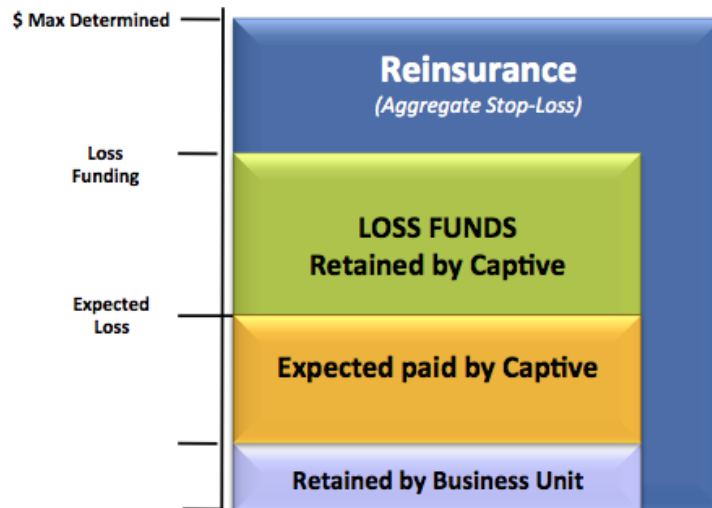 $ Max Determined
Reinsurance
(Aggregate Stop-Loss)
Loss
Funding
LOSS FUNDS
Retained by Captive
Expected
Loss
Expected paid by Captive
Retained by Business Unit